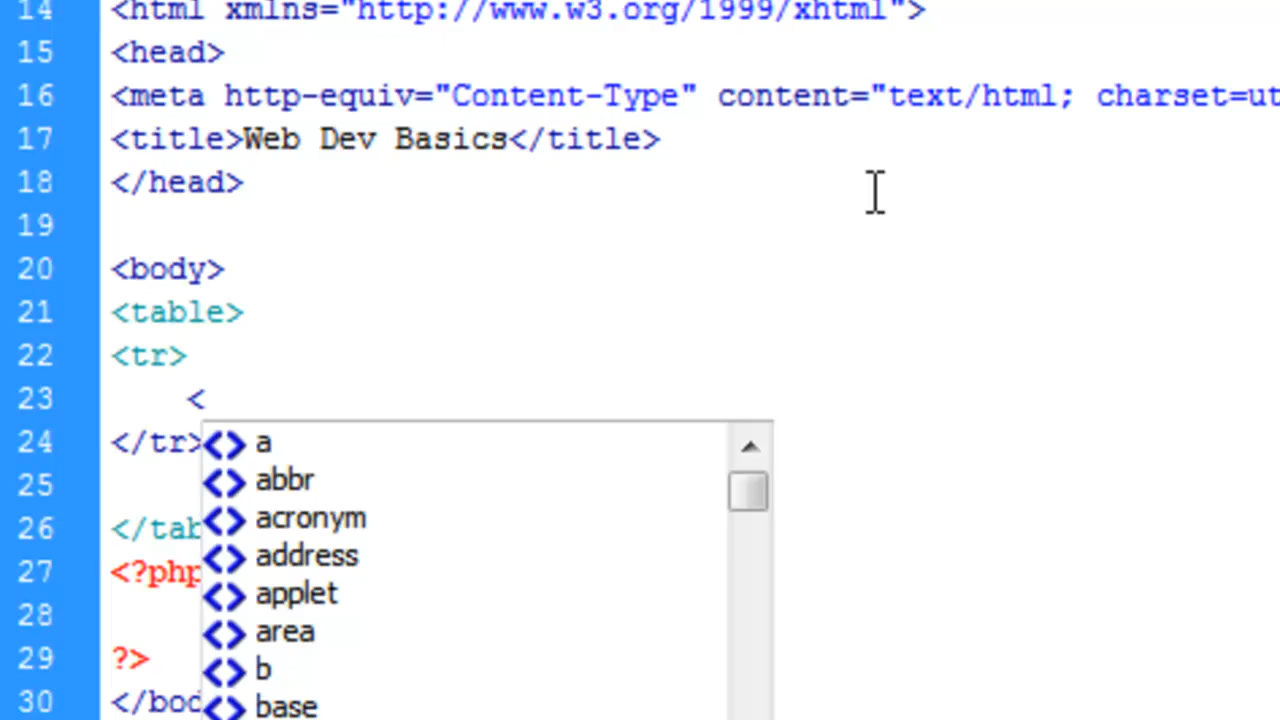 14 <html xmlns="http://www.w3.org/1999/xhtml">
15 <head>
16 <meta http-equiv="Content-Type" content="text/html; charset=ut
17 <title>Web Dev Basics</title>
18 </head>
19
20 <body>
21 <table>
22 <tr>
23 <
24 </tr>
<> a
<> abbr
25
<> acronym
26 </tab
<> address
27 <?php
<> applet
28
<> area
29 ?>
<> b
30 </bod
<> base